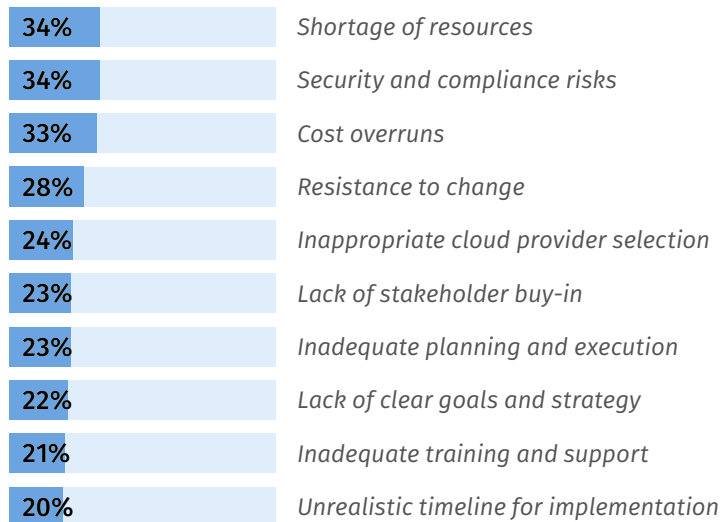 34% Shortage of resources
34% Security and compliance risks
33% Cost overruns
28% Resistance to change
24% Inappropriate cloud provider selection
23% Lack of stakeholder buy-in
23% Inadequate planning and execution
22% Lack of clear goals and strategy
21% Inadequate training and support
20% Unrealistic timeline for implementation